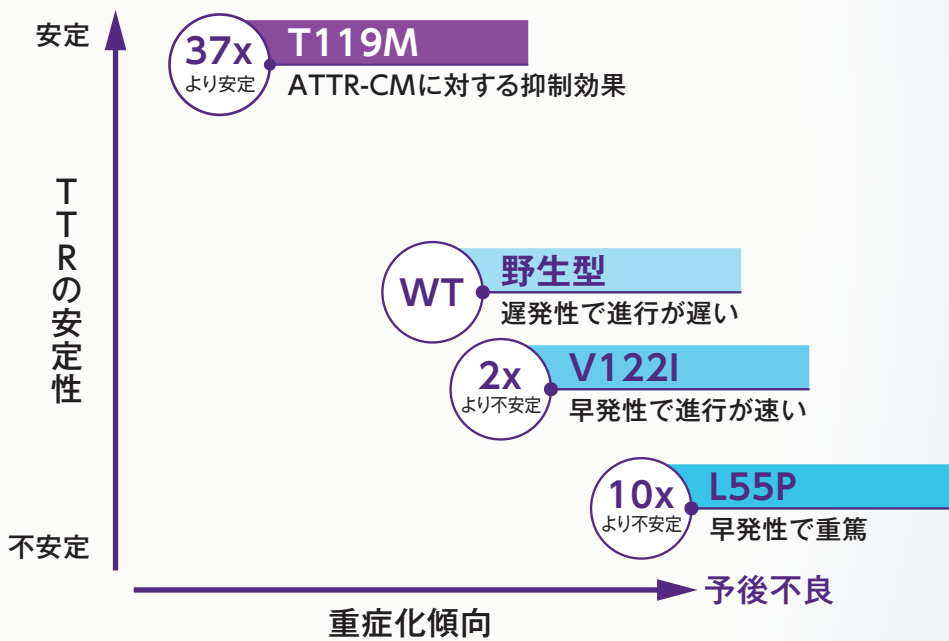 安定
37x
より安定
T119M
ATTR-CMに対する抑制効果
TTRの安定性
WT
野生型
遅発性で進行が遅い
2x
より不安定
V122I
早発性で進行が速い
10x
より不安定
L55P
早発性で重篤
不安定
予後不良
重症化傾向